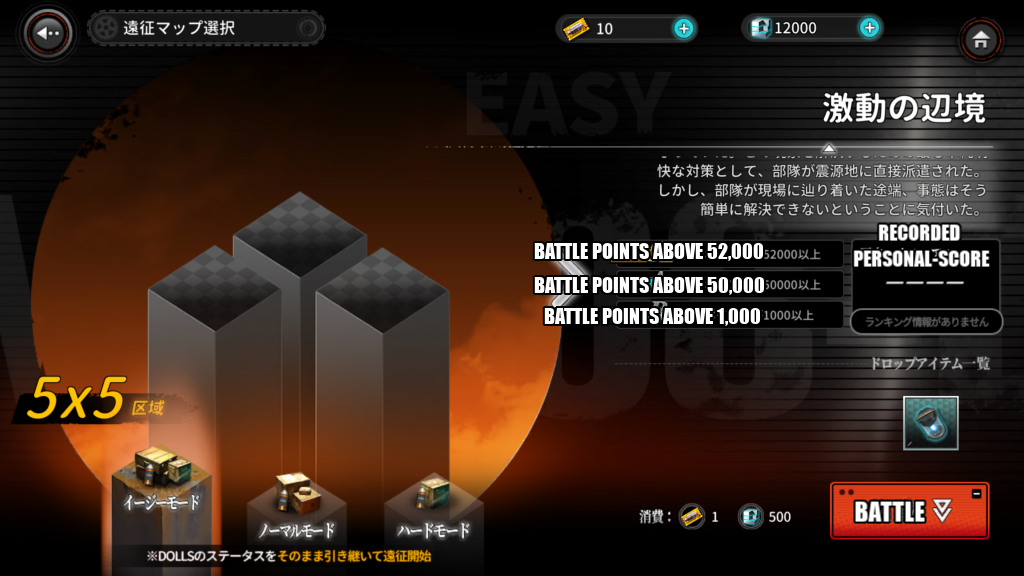 遠征マップ選択
10
12000
EASY
激動の辺境
快な対策として、部隊が震源地に直接派遣された。
しかし、部隊が現場に辿り着いた途端、事態はそう
簡単に解決できないということに気付いた。
RECORDED
PERSONAL-SCORE
BATTLE POINTS ABOVE 52,000
52000以上
BATTLE POINTS ABOVE 50,000
50000以上
BATTLE POINTS ABOVE 1,000
1000以上
————
ランキング情報がありません
ドロップアイテム一覧
5x5 区域
イージーモード
ノーマルモード
ハードモード
消費: 1 500
BATTLE
※DOLLSのステータスをそのまま引き継いで遠征開始